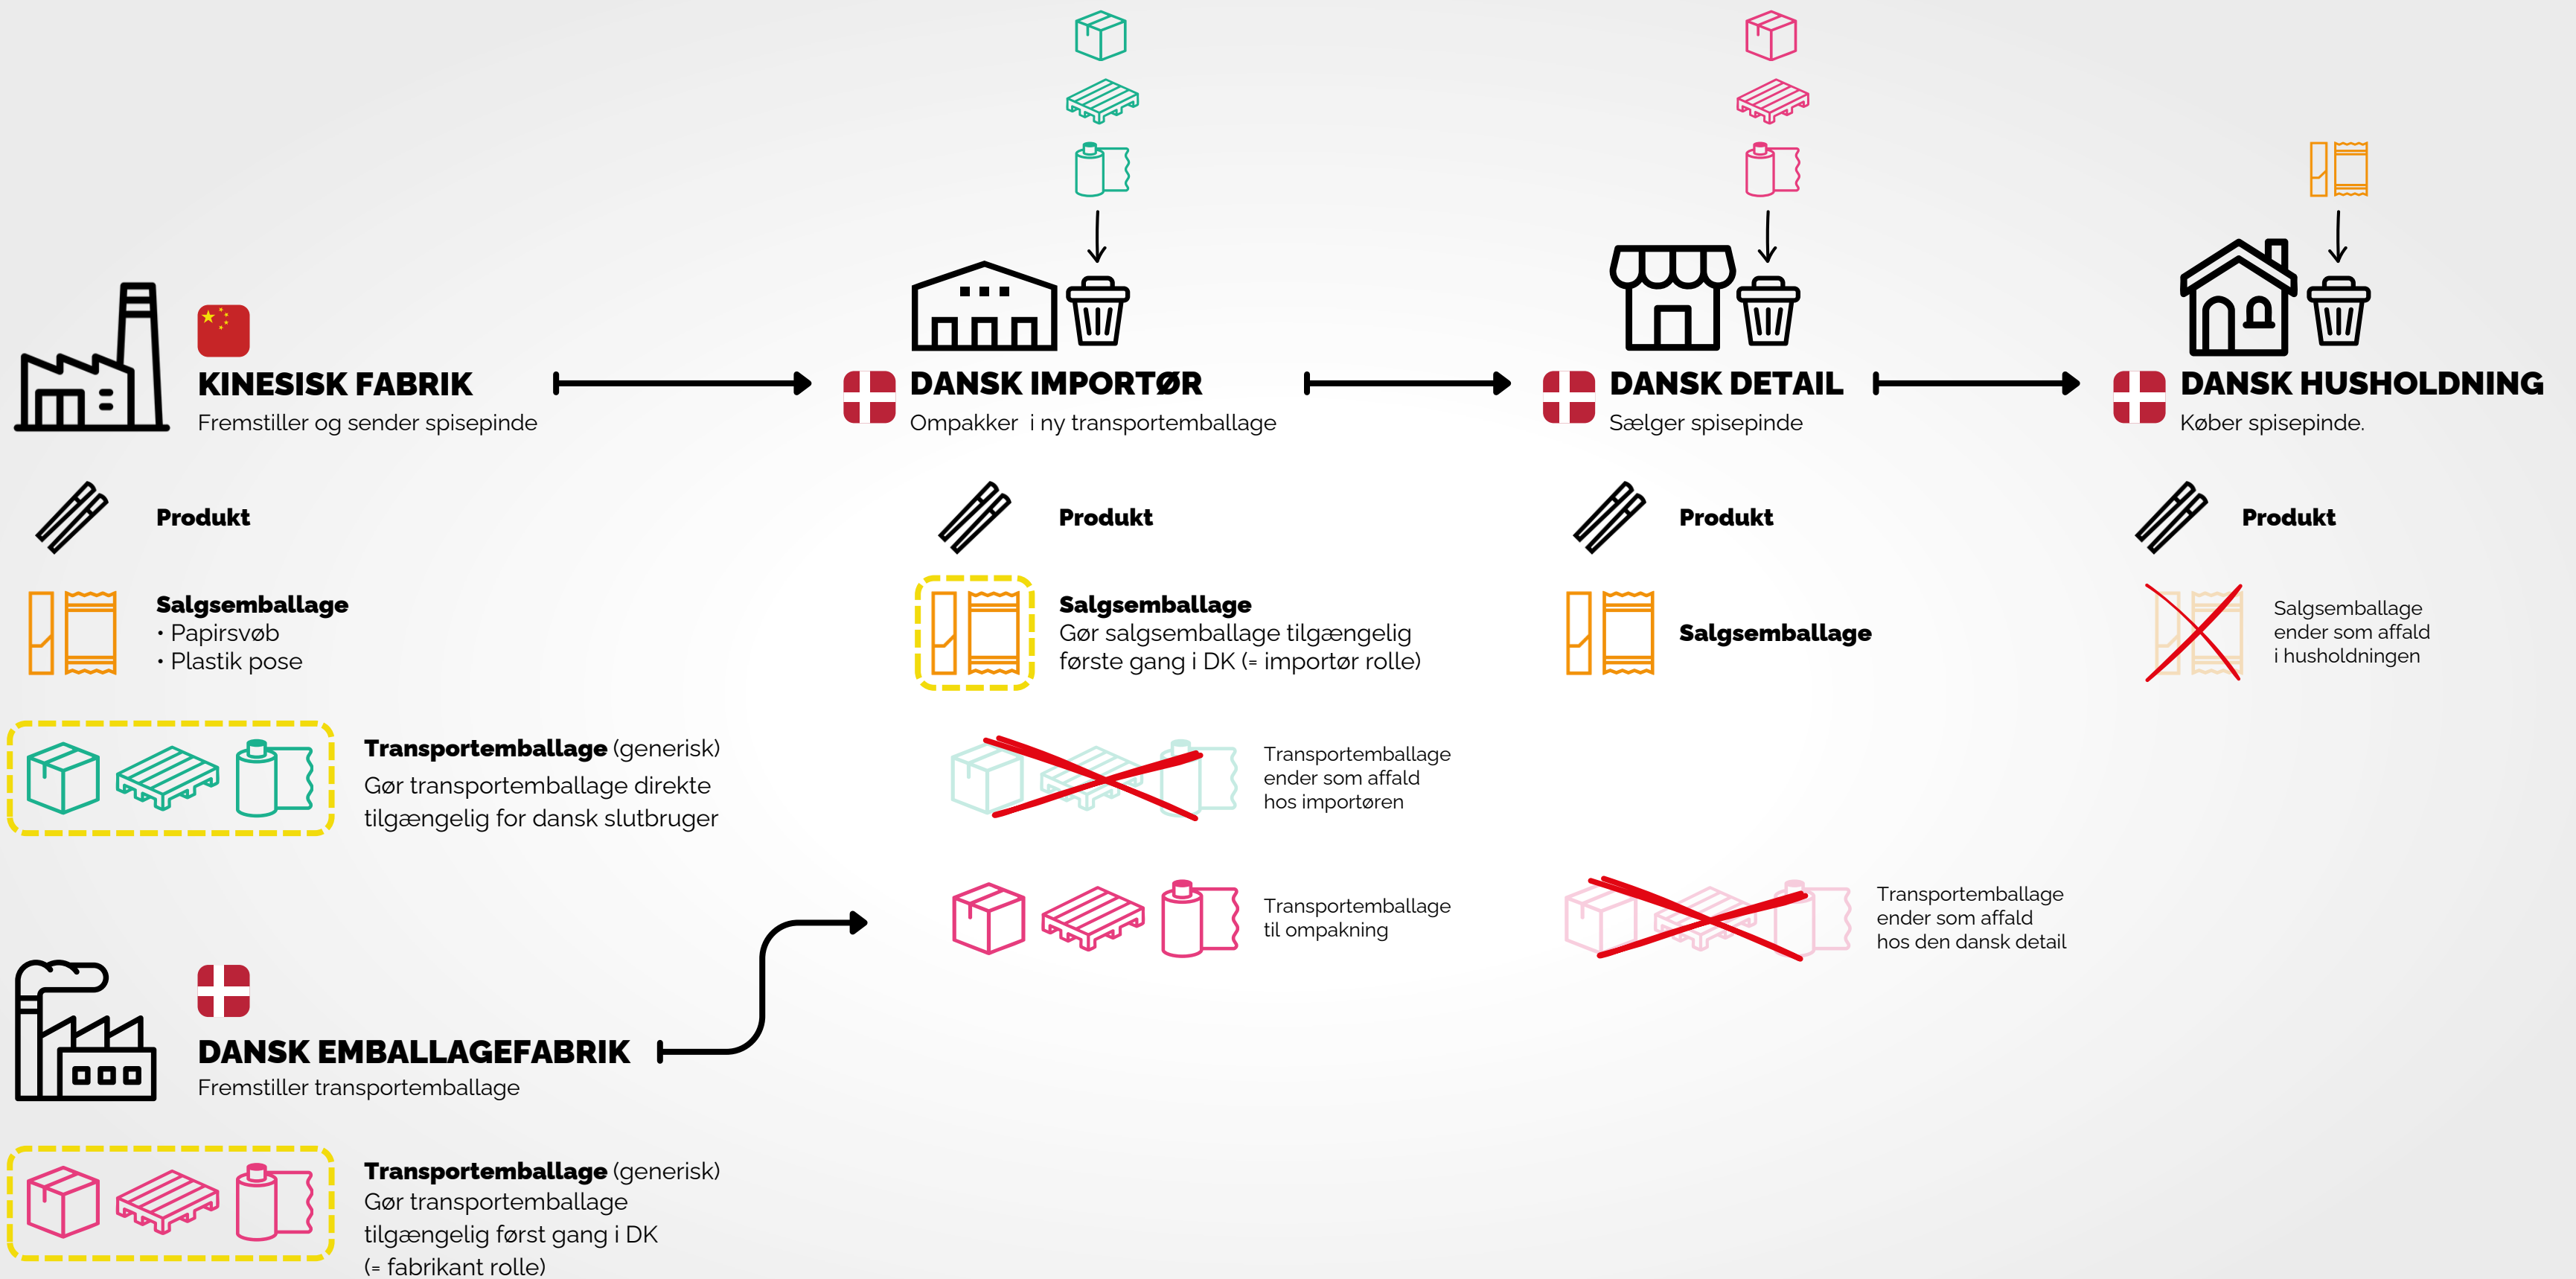 KINESISK FABRIK
Fremstiller og sender spisepinde
Produkt
Salgsemballage
• Papirsvøb
• Plastik pose
Transportemballage (generisk)
Gør transportemballage direkte
tilgængelig for dansk slutbruger
DANSK EMBALLAGEFABRIK
Fremstiller transportemballage
Transportemballage (generisk)
Gør transportemballage
tilgængelig først gang i DK
(= fabrikant rolle)
DANSK IMPORTØR
Ompakker  i ny transportemballage
Produkt
Salgsemballage
Gør salgsemballage tilgængelig
første gang i DK (= importør rolle)
Transportemballage
ender som affald
hos importøren
Transportemballage
til ompakning
DANSK DETAIL
Sælger spisepinde
Produkt
Salgsemballage
Transportemballage
ender som affald
hos den dansk detail
DANSK HUSHOLDNING
Køber spisepinde.
Produkt
Salgsemballage
ender som affald
i husholdningen